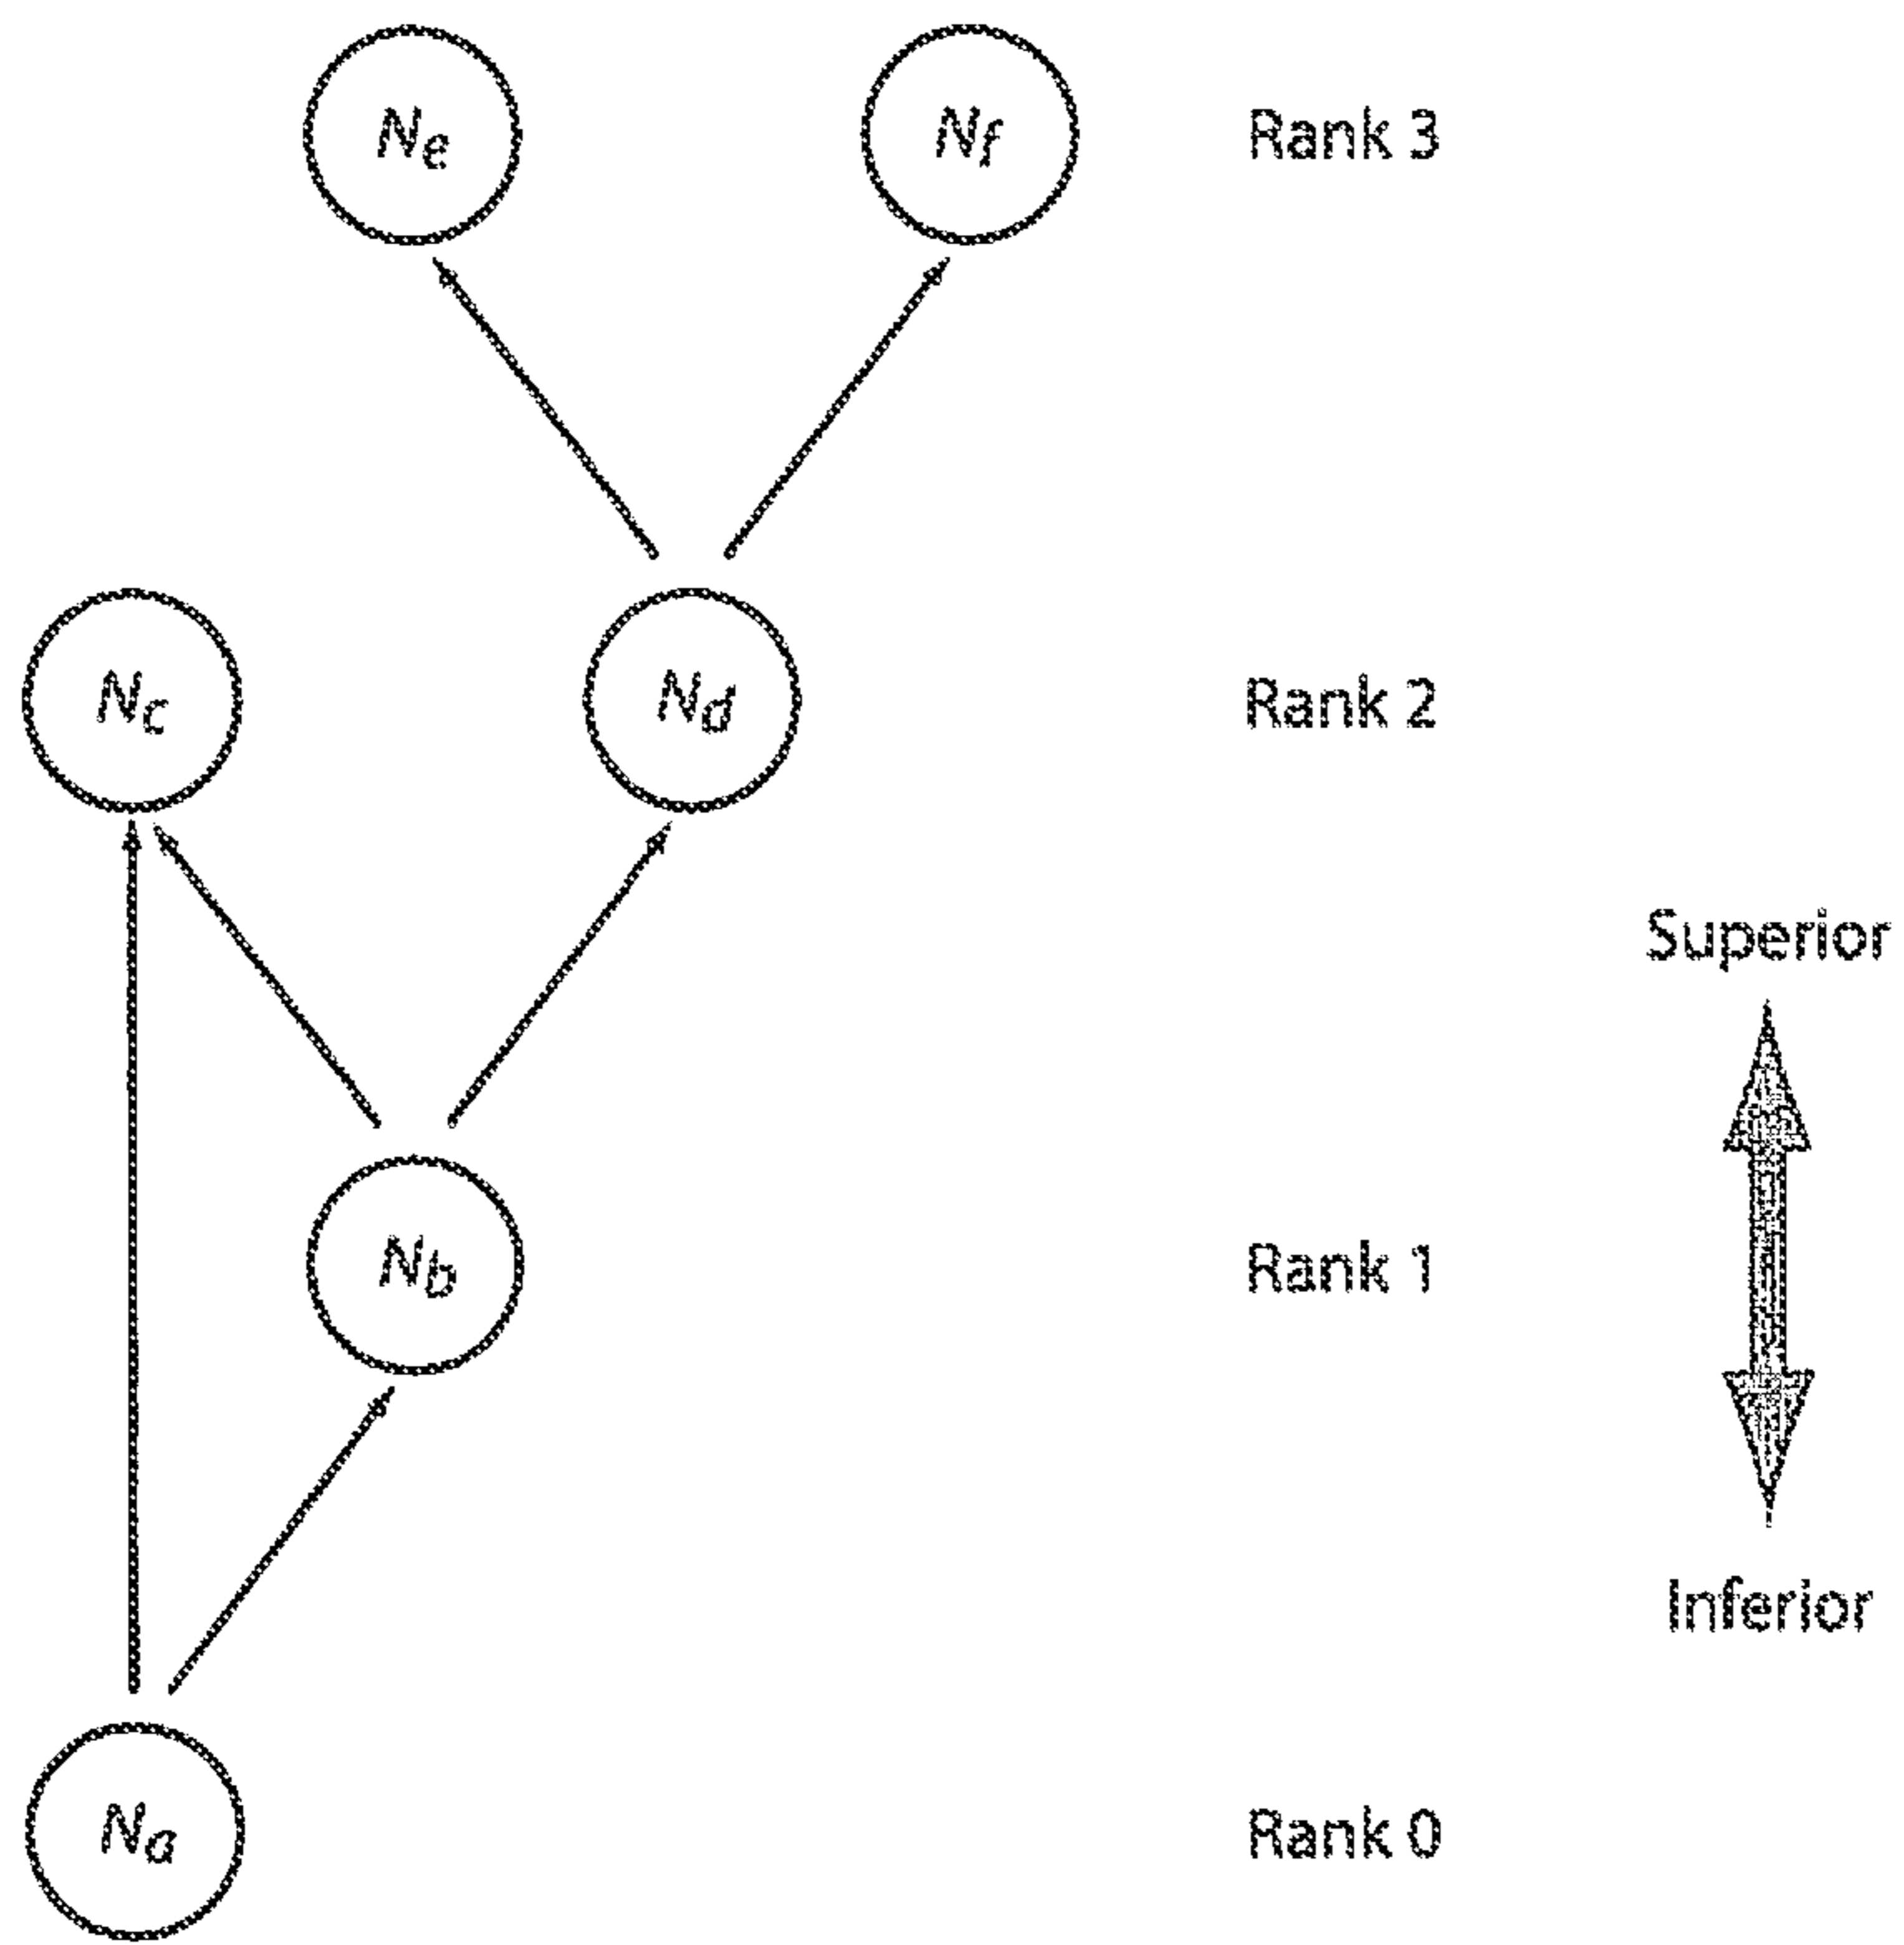 Ne Nf Rank 3
Nc Nd Rank 2
Superior
Nb Rank 1
Inferior
Na Rank 0